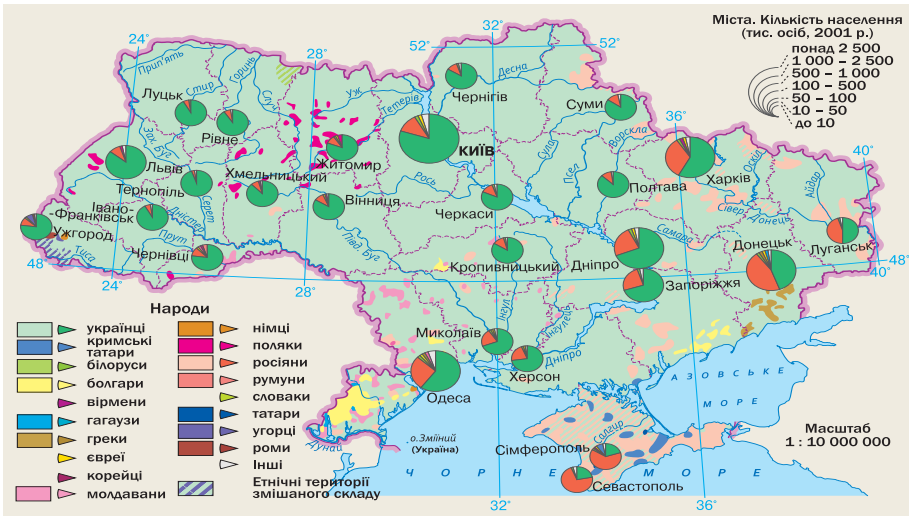 Міста. Кількість населення
(тис. осіб, 2001 р.)
понад 2 500
1 000 – 2 500
500 – 1 000
100 – 500
50 – 100
10 – 50
до 10
24
28
52
32
52
36
40
Прип'ять
Стир
Горинь
Случ
Уж
Тетерів
Десна
Чернігів
Суми
Луцьк
Рівне
Зах. Буг
Житомир
КИЇВ
Сула
Псел
Ворскла
Харків
Оскіл
Айдар
Львів
Тернопіль
Хмельницький
Вінниця
рось
Черкаси
Полтава
Сівер. Донець
Івано-
-Франківськ
Ужгород
Дністер
Серет
Прут
Тиса
Чернівці
Півд. Буг
Кропивницький
Дніпро
Самара
Донецьк
Луганськ
48
48
24
28
40
Запоріжжя
Інгул
Інгулець
Миколаїв
Дніпро
Херсон
Одеса
Дунай
о.Зміїний
(Україна)
АЗОВСЬКЕ
МОРЕ
Салгир
Сімферополь
Севастополь
ЧОРНЕ МОРЕ
32
36
Масштаб
1 : 10 000 000
Народи
українці
кримські
татари
білоруси
болгари
вірмени
гагаузи
греки
євреї
корейці
молдавани
німці
поляки
росіяни
румуни
словаки
татари
угорці
роми
Інші
Етнічні території
змішаного складу